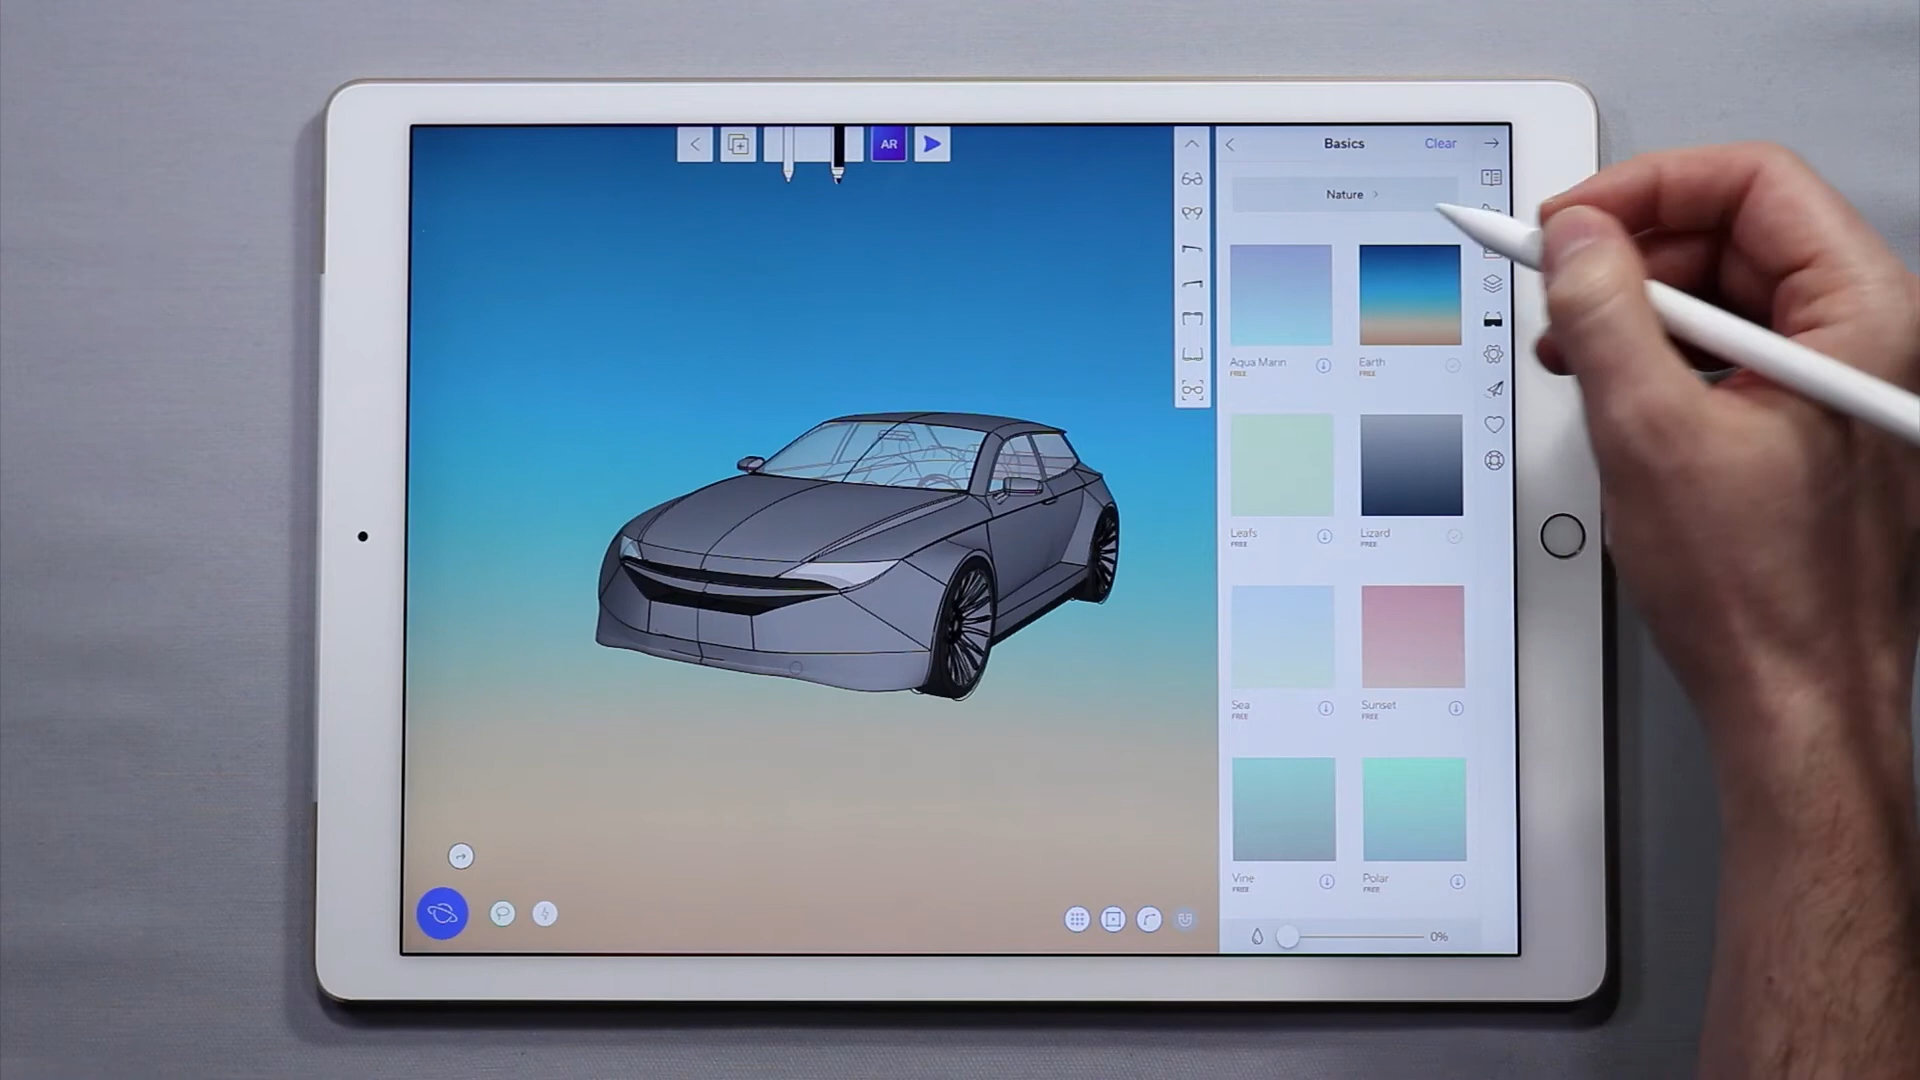 AR
Basics
Clear
Nature
Aqua Marin
FREE
Earth
FREE
Leafs
FREE
Lizard
FREE
Sea
FREE
Sunset
FREE
Vine
FREE
Polar
FREE
0%